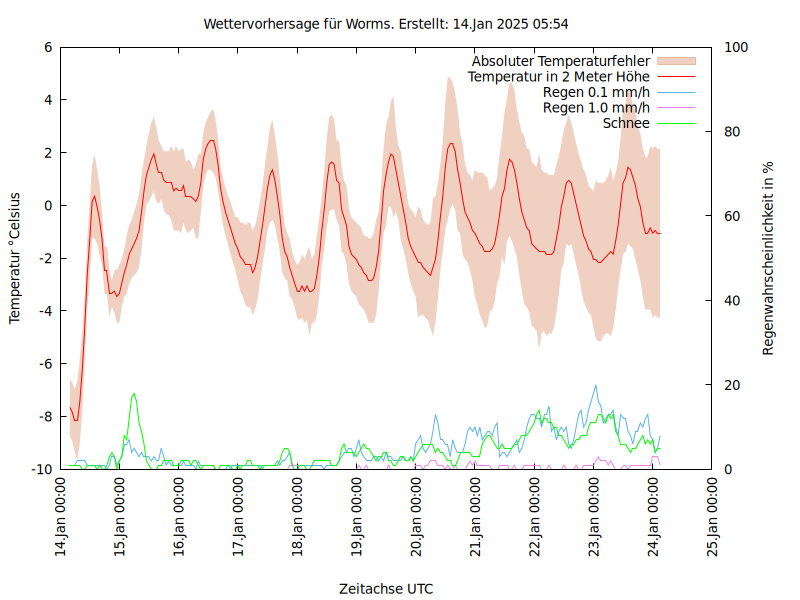 Wettervorhersage für Worms. Erstellt: 14.Jan 2025 05:54
Absoluter Temperaturfehler
Temperatur in 2 Meter Höhe
Regen 0.1 mm/h
Regen 1.0 mm/h
Schnee
Temperatur °Celsius
6
4
2
0
-2
-4
-6
-8
-10
100
80
60
40
20
0
Regenwahrscheinlichkeit in %
14.Jan 00:00
15.Jan 00:00
16.Jan 00:00
17.Jan 00:00
18.Jan 00:00
19.Jan 00:00
20.Jan 00:00
21.Jan 00:00
22.Jan 00:00
23.Jan 00:00
24.Jan 00:00
25.Jan 00:00
Zeitachse UTC